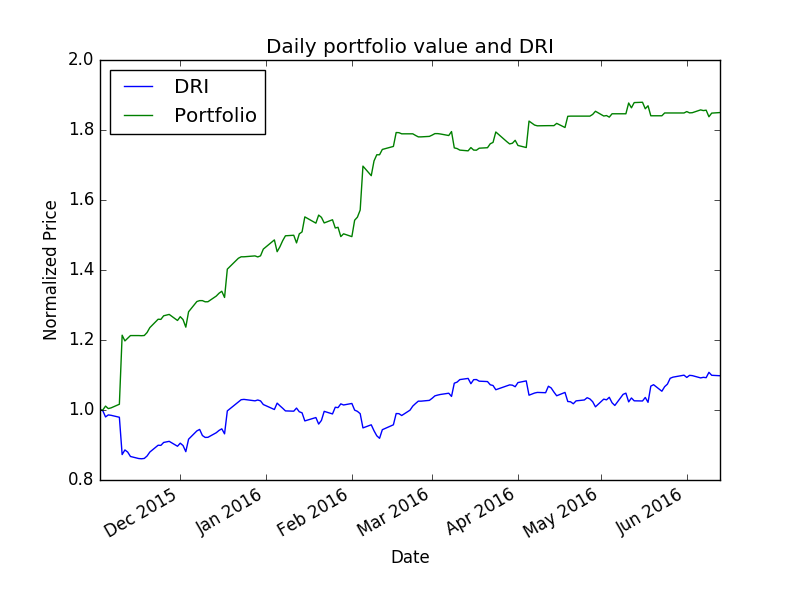 Daily portfolio value and DRI
DRI
Portfolio
Normalized Price
2.0
1.8
1.6
1.4
1.2
1.0
0.8
Dec 2015
Jan 2016
Feb 2016
Mar 2016
Apr 2016
May 2016
Jun 2016
Date